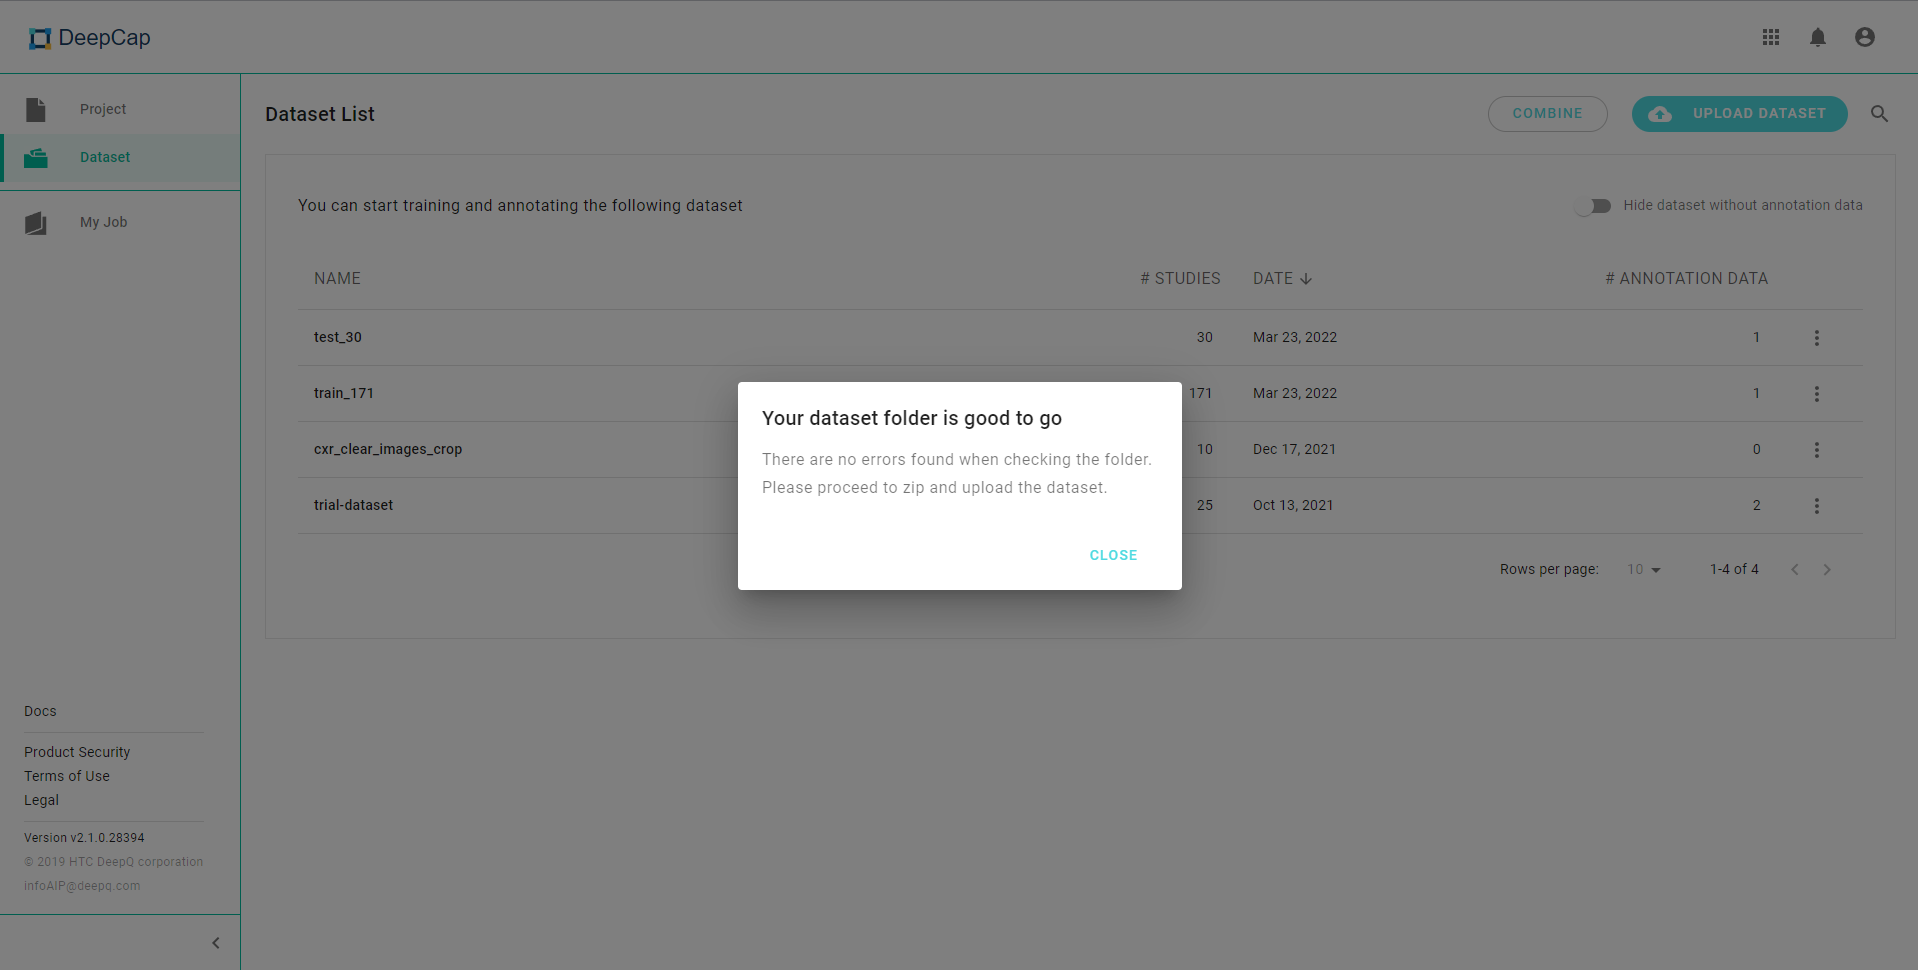 DeepCap
Project
Dataset
My Job
Docs
Product Security
Terms of Use
Legal
Version v2.1.0.28394
© 2019 HTC DeepQ corporation
infoAIP@deepq.com
Dataset List
COMBINE
UPLOAD DATASET
You can start training and annotating the following dataset
Hide dataset without annotation data
NAME # STUDIES DATE # ANNOTATION DATA
test_30 30 Mar 23, 2022 1
train_171 171 Mar 23, 2022 1
cxr_clear_images_crop 10 Dec 17, 2021 0
trial-dataset 25 Oct 13, 2021 2
Rows per page: 10 1-4 of 4
Your dataset folder is good to go
There are no errors found when checking the folder.
Please proceed to zip and upload the dataset.
CLOSE